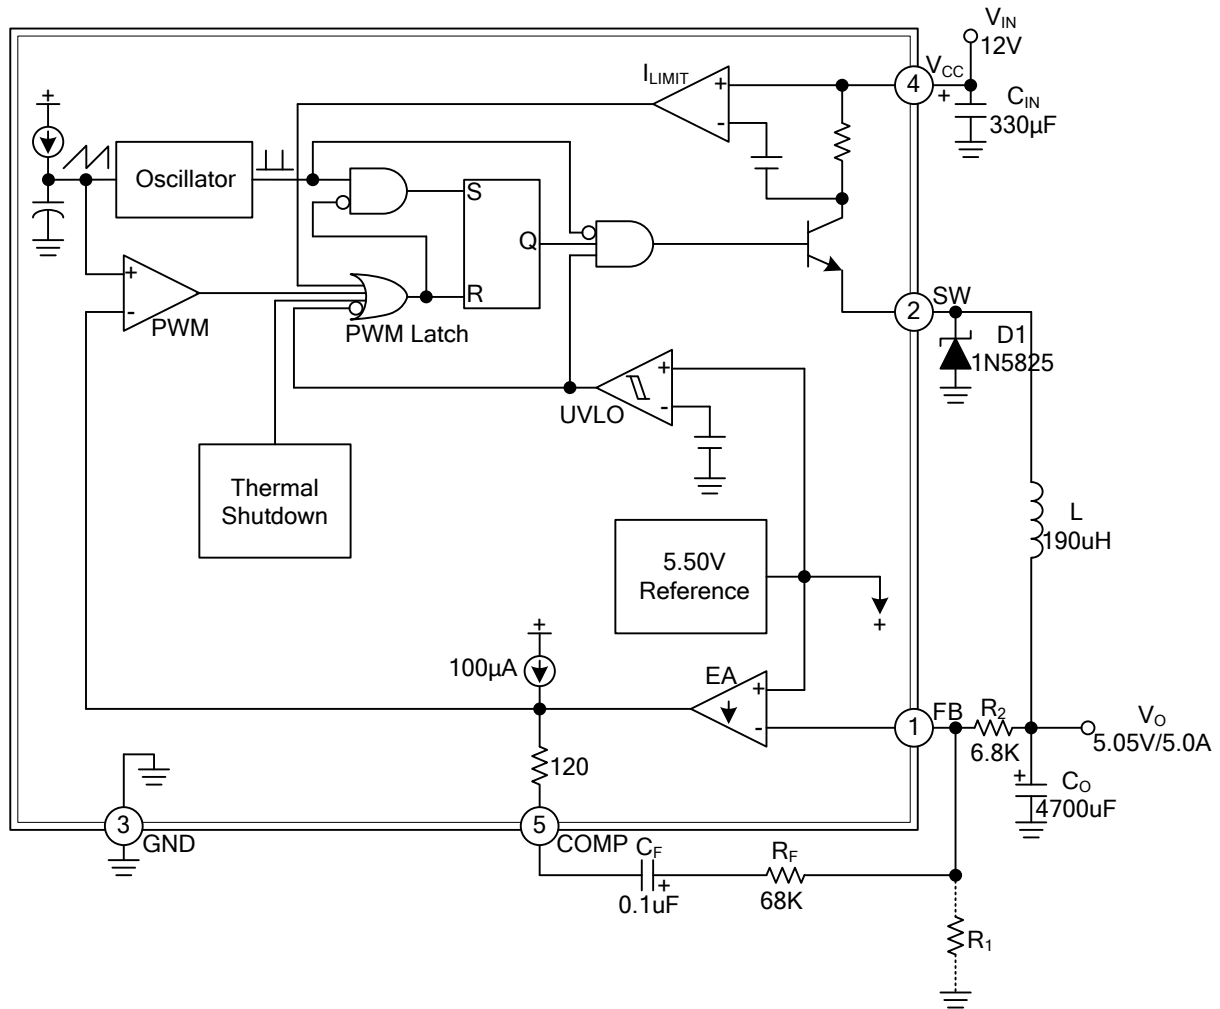 V_IN
12V
I_LIMIT
V_CC
4
+
C_IN
330µF
+
+
-
Oscillator
S
Q
R
+
-
PWM
PWM Latch
SW
2
D1
1N5825
+
-
UVLO
Thermal
Shutdown
L
190uH
5.50V
Reference
+
+
100µA
EA
+
-
1
FB
R_2
6.8K
V_O
5.05V/5.0A
120
+
C_O
4700uF
3
GND
5
COMP
C_F
+
0.1uF
R_F
68K
R_1